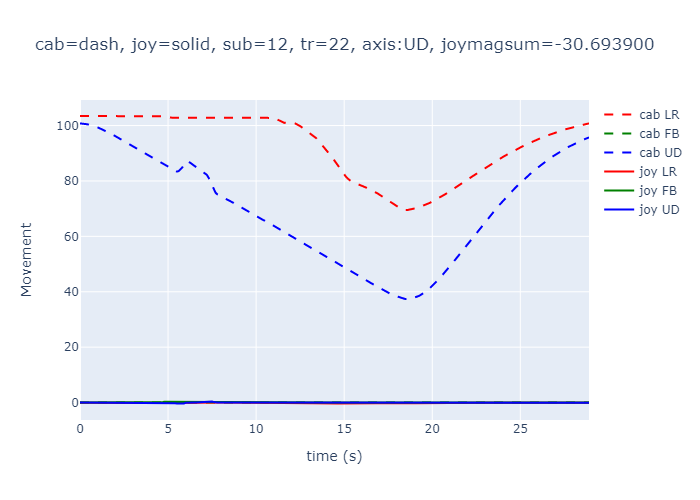 cab=dash, joy=solid, sub=12, tr=22, axis:UD, joymagsum=-30.693900
Movement
100
80
60
40
20
0
0 5 10 15 20 25
time (s)
cab LR
cab FB
cab UD
joy LR
joy FB
joy UD